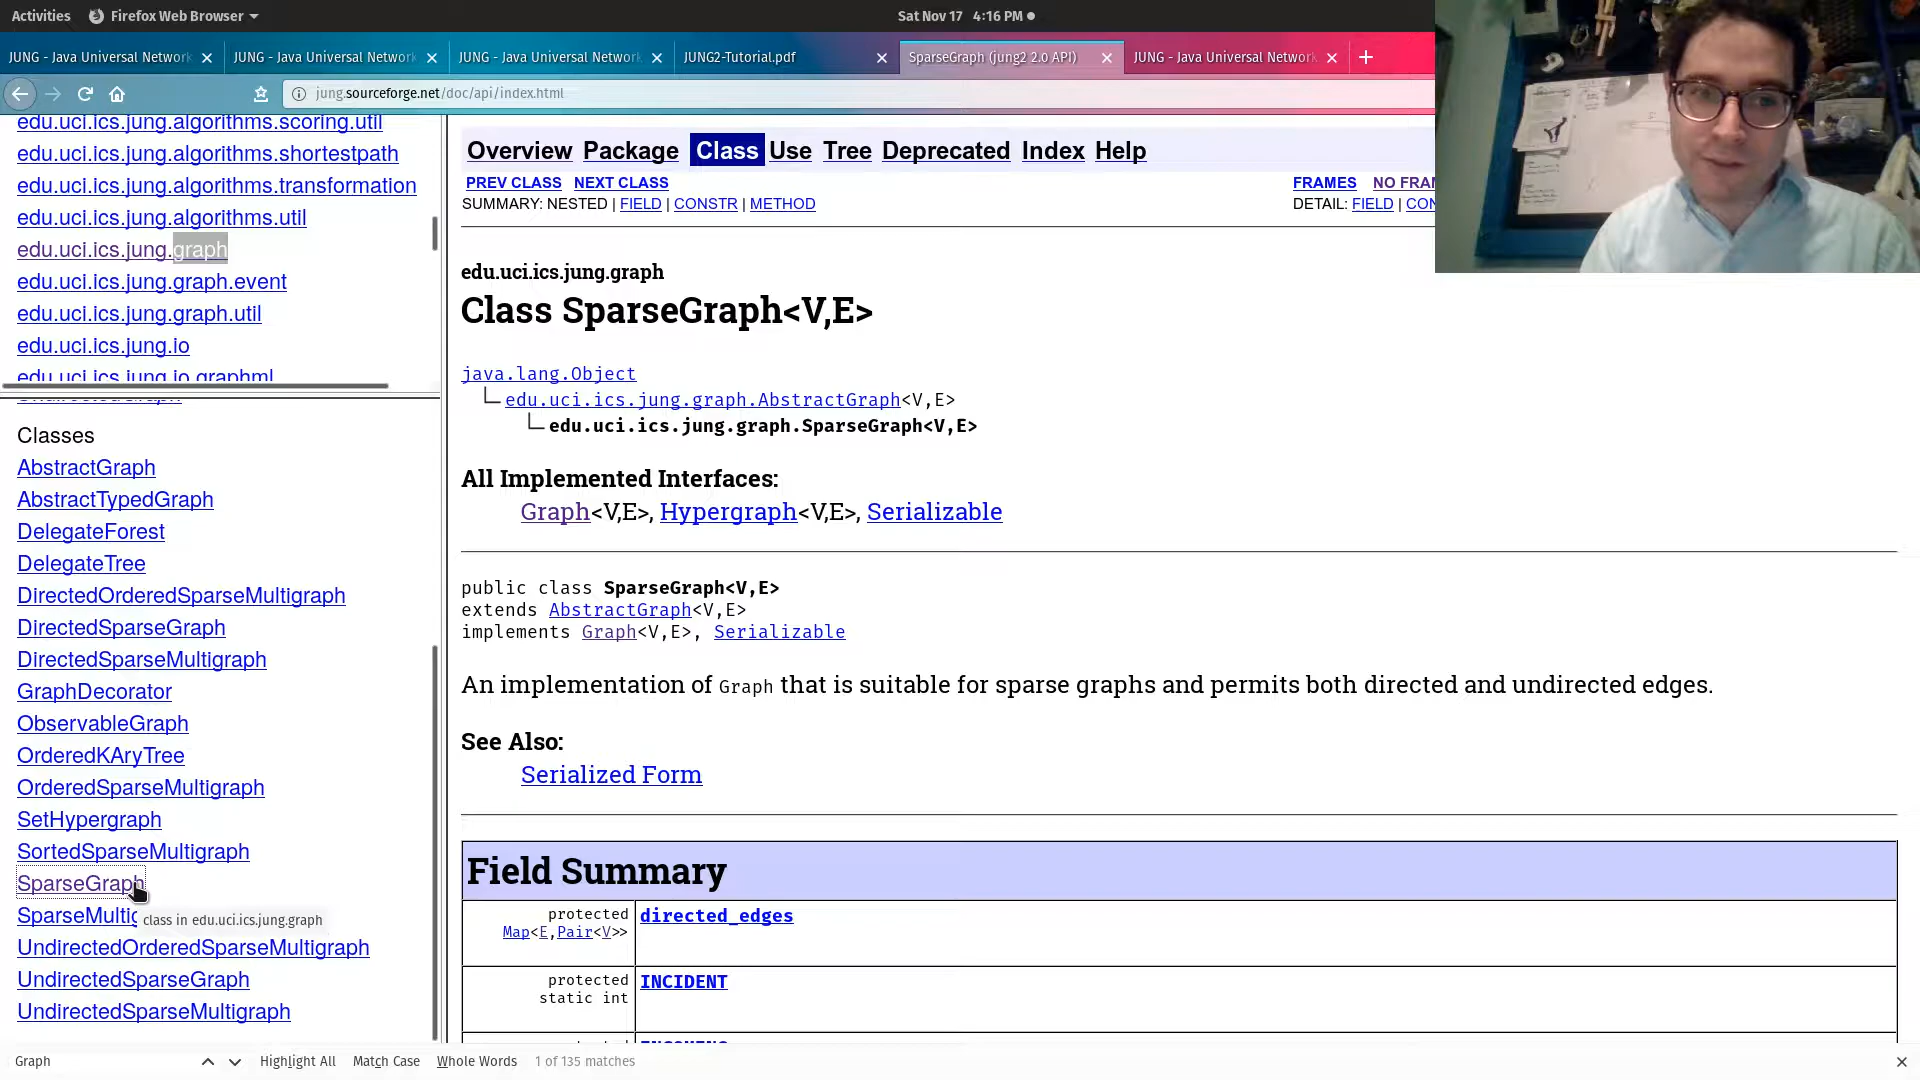 Activities Firefox Web Browser Sat Nov 17 4:16 PM
JUNG - Java Universal Network JUNG - Java Universal Network JUNG - Java Universal Network JUNG2-Tutorial.pdf SparseGraph (jung2 2.0 API) JUNG - Java Universal Network
jung.sourceforge.net/doc/api/index.html
edu.uci.ics.jung.algorithms.scoring.util
edu.uci.ics.jung.algorithms.shortestpath
edu.uci.ics.jung.algorithms.transformation
edu.uci.ics.jung.algorithms.util
edu.uci.ics.jung.graph
edu.uci.ics.jung.graph.event
edu.uci.ics.jung.graph.util
edu.uci.ics.jung.io
edu.uci.ics.jung.io.graphml
UndirectedGraph
Classes
AbstractGraph
AbstractTypedGraph
DelegateForest
DelegateTree
DirectedOrderedSparseMultigraph
DirectedSparseGraph
DirectedSparseMultigraph
GraphDecorator
ObservableGraph
OrderedKAryTree
OrderedSparseMultigraph
SetHypergraph
SortedSparseMultigraph
SparseGraph
SparseMultig
class in edu.uci.ics.jung.graph
UndirectedOrderedSparseMultigraph
UndirectedSparseGraph
UndirectedSparseMultigraph
Overview Package Class Use Tree Deprecated Index Help
PREV CLASS NEXT CLASS FRAMES NO FRA
SUMMARY: NESTED | FIELD | CONSTR | METHOD DETAIL: FIELD | CON
edu.uci.ics.jung.graph
Class SparseGraph<V,E>
java.lang.Object
edu.uci.ics.jung.graph.AbstractGraph<V,E>
edu.uci.ics.jung.graph.SparseGraph<V,E>
All Implemented Interfaces:
Graph<V,E>, Hypergraph<V,E>, Serializable
public class SparseGraph<V,E>
extends AbstractGraph<V,E>
implements Graph<V,E>, Serializable
An implementation of Graph that is suitable for sparse graphs and permits both directed and undirected edges.
See Also:
Serialized Form
Field Summary
protected
Map<E,Pair<V>> directed_edges
protected
static int INCIDENT
Graph Highlight All Match Case Whole Words 1 of 135 matches